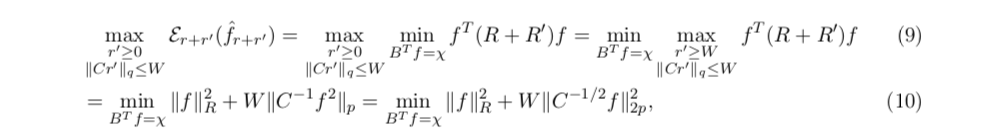 max_{r'≥0, ‖Cr'‖_q≤W} ℰ_{r+r'}(f̂_{r+r'}) = max_{r'≥0, ‖Cr'‖_q≤W} min_{B^T f=χ} f^T(R + R')f = min_{B^T f=χ} max_{r'≥W, ‖Cr'‖_q≤W} f^T(R + R')f (9)
= min_{B^T f=χ} ‖f‖_R^2 + W‖C^{-1}f^2‖_p = min_{B^T f=χ} ‖f‖_R^2 + W‖C^{-1/2}f‖_{2p}^2, (10)